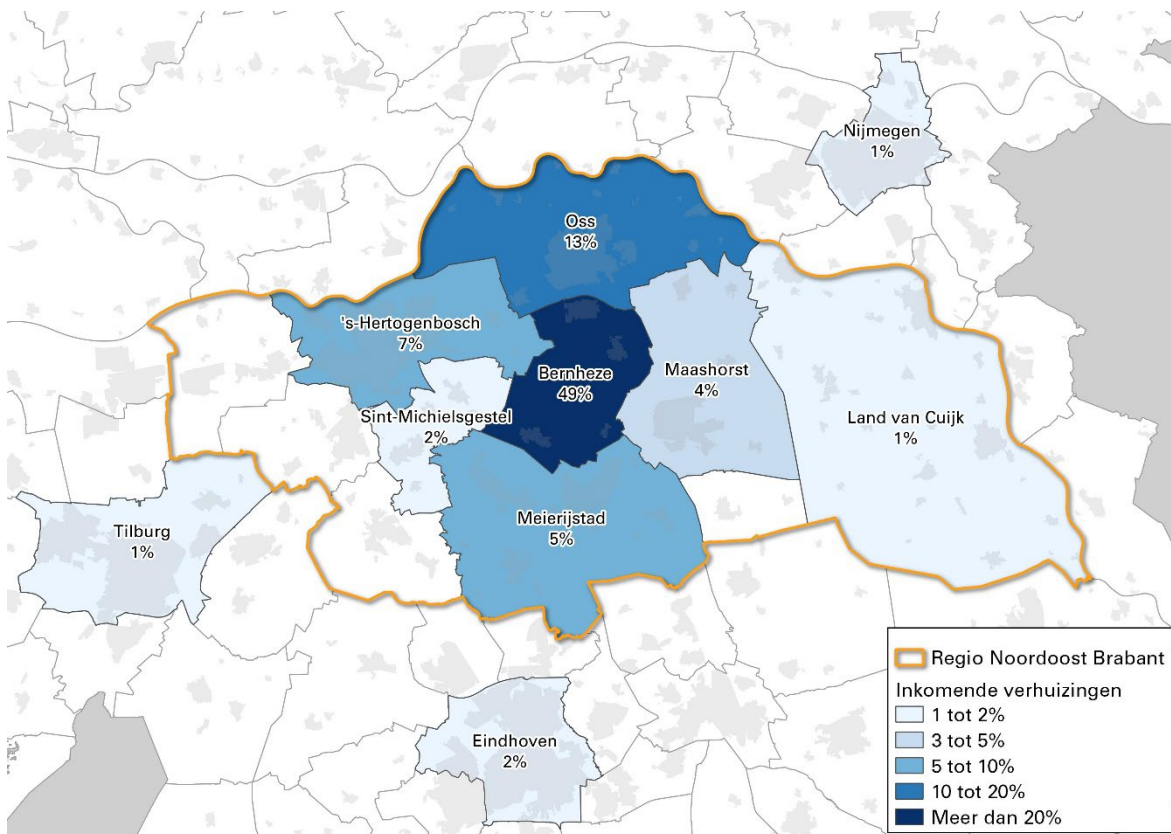 Nijmegen
1%
Oss
13%
's-Hertogenbosch
7%
Bernheze
49%
Maashorst
4%
Sint-Michielsgestel
2%
Land van Cuijk
1%
Meierijstad
5%
Tilburg
1%
Eindhoven
2%
Regio Noordoost Brabant
Inkomende verhuizingen
1 tot 2%
3 tot 5%
5 tot 10%
10 tot 20%
Meer dan 20%